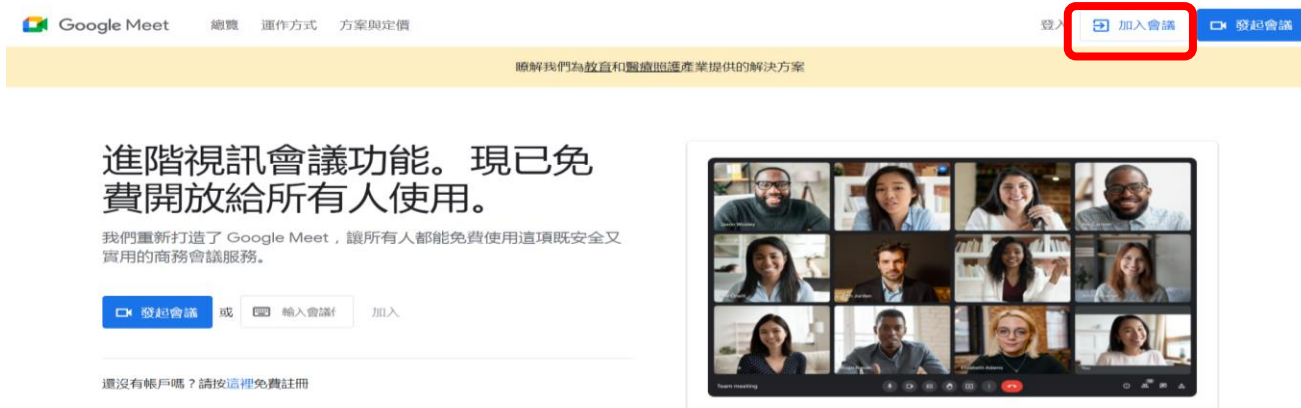 Google Meet 總覽 運作方式 方案與定價 登入 加入會議 發起會議
瞭解我們為教育和醫療照護產業提供的解決方案
進階視訊會議功能。現已免
費開放給所有人使用。
我們重新打造了 Google Meet，讓所有人都能免費使用這項既安全又
實用的商務會議服務。
發起會議 或 輸入會議 加入
還沒有帳戶嗎？請按這裡免費註冊
Team meeting